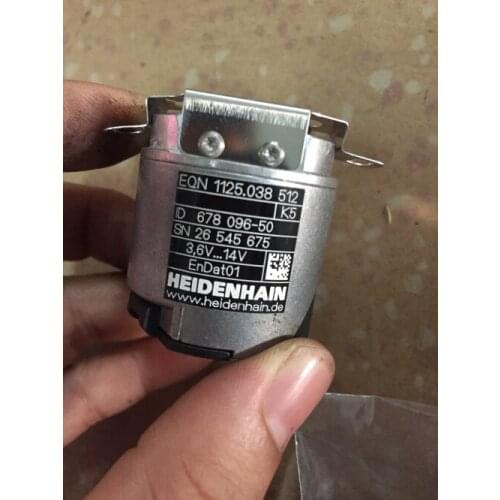 EQN 1125.038 512
K5
ID 678 096-50
SN 26 545 675
3,6V...14V
EnDat01
HEIDENHAIN
www.heidenhain.de